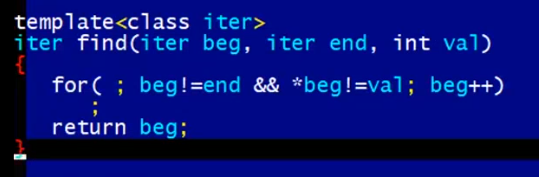 template<class iter>
iter find(iter beg, iter end, int val)
{
   for( ; beg!=end && *beg!=val; beg++)
      ;
   return beg;
}